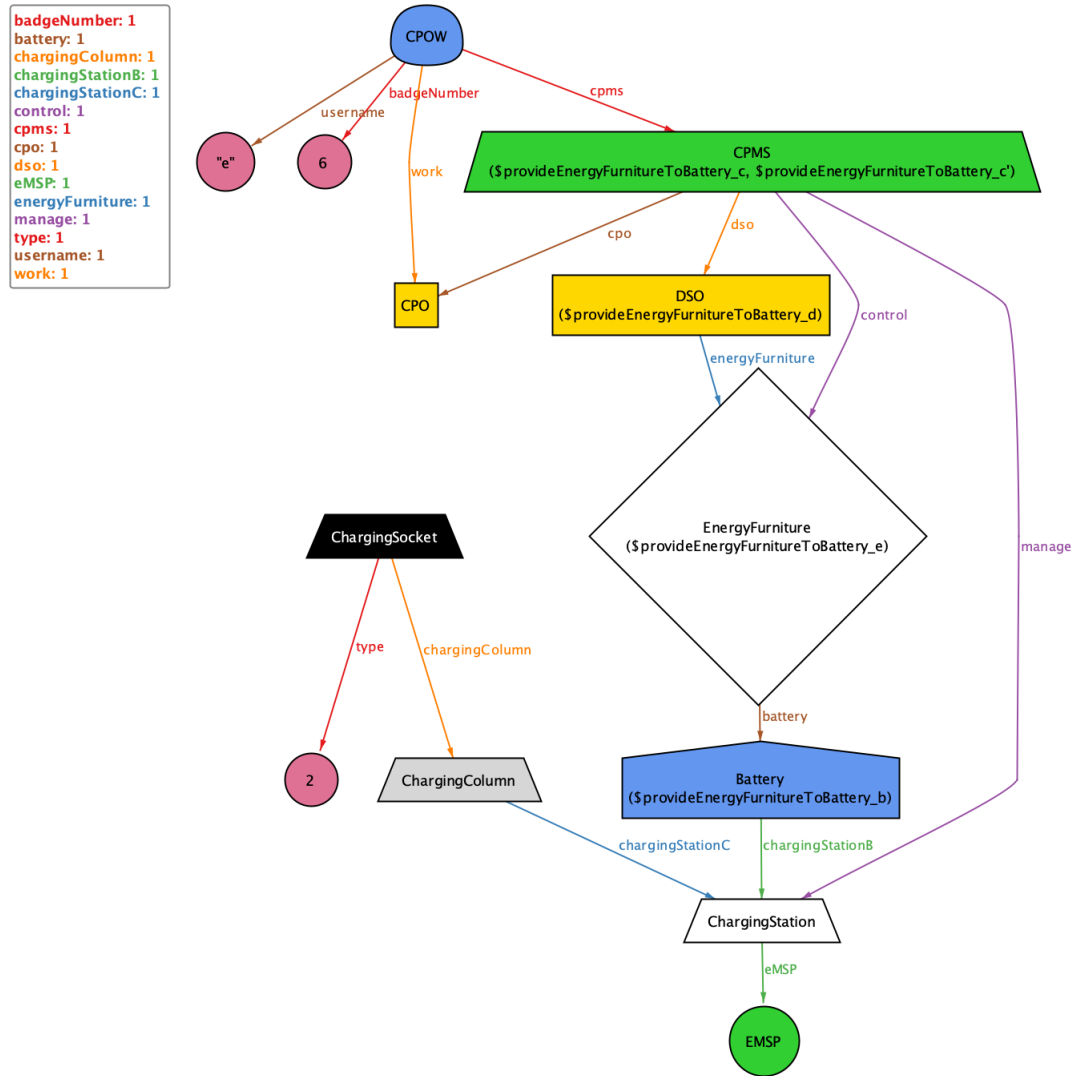 badgeNumber: 1
battery: 1
chargingColumn: 1
chargingStationB: 1
chargingStationC: 1
control: 1
cpms: 1
cpo: 1
dso: 1
eMSP: 1
energyFurniture: 1
manage: 1
type: 1
username: 1
work: 1
CPOW
badgeNumber
cpms
username
"e"
6
work
CPMS
($provideEnergyFurnitureToBattery_c, $provideEnergyFurnitureToBattery_c')
cpo
dso
CPO
DSO
($provideEnergyFurnitureToBattery_d)
control
energyFurniture
EnergyFurniture
($provideEnergyFurnitureToBattery_e)
manage
ChargingSocket
type
chargingColumn
battery
2
ChargingColumn
Battery
($provideEnergyFurnitureToBattery_b)
chargingStationC
chargingStationB
ChargingStation
eMSP
EMSP